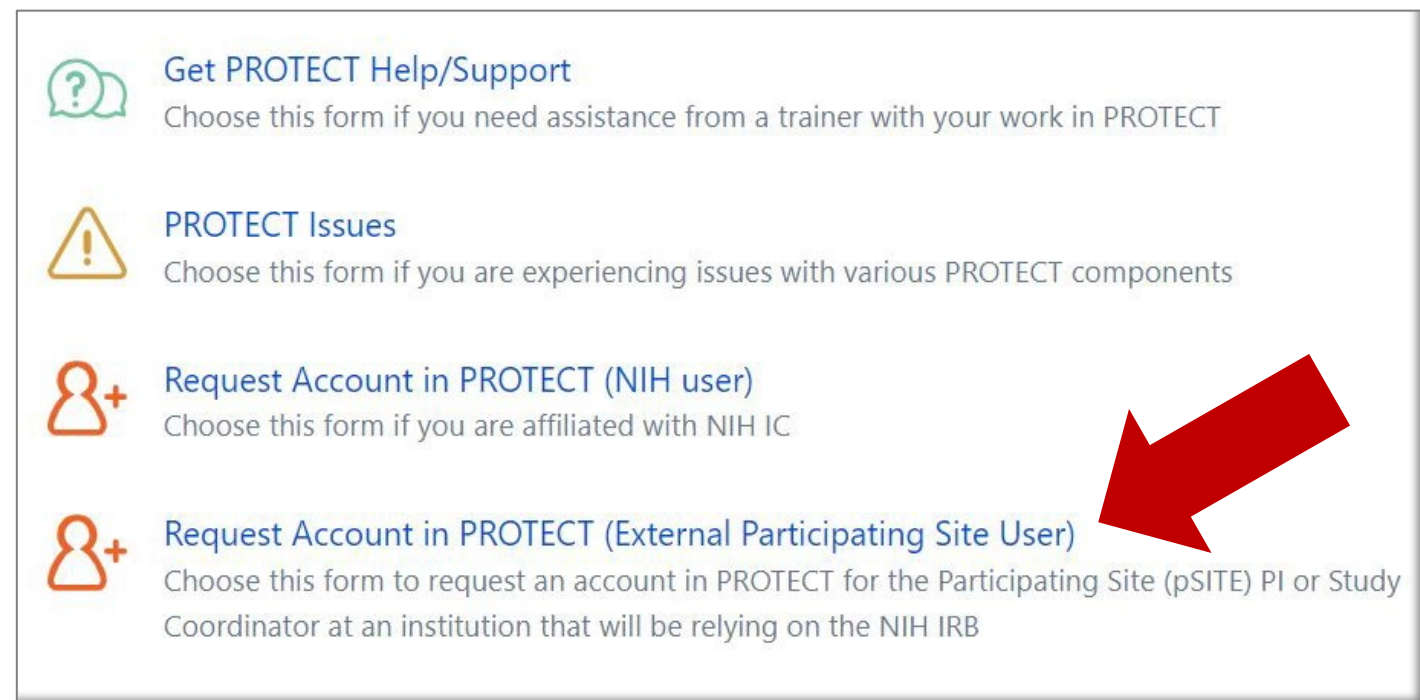 Get PROTECT Help/Support
Choose this form if you need assistance from a trainer with your work in PROTECT
PROTECT Issues
Choose this form if you are experiencing issues with various PROTECT components
Request Account in PROTECT (NIH user)
Choose this form if you are affiliated with NIH IC
Request Account in PROTECT (External Participating Site User)
Choose this form to request an account in PROTECT for the Participating Site (pSITE) PI or Study
Coordinator at an institution that will be relying on the NIH IRB